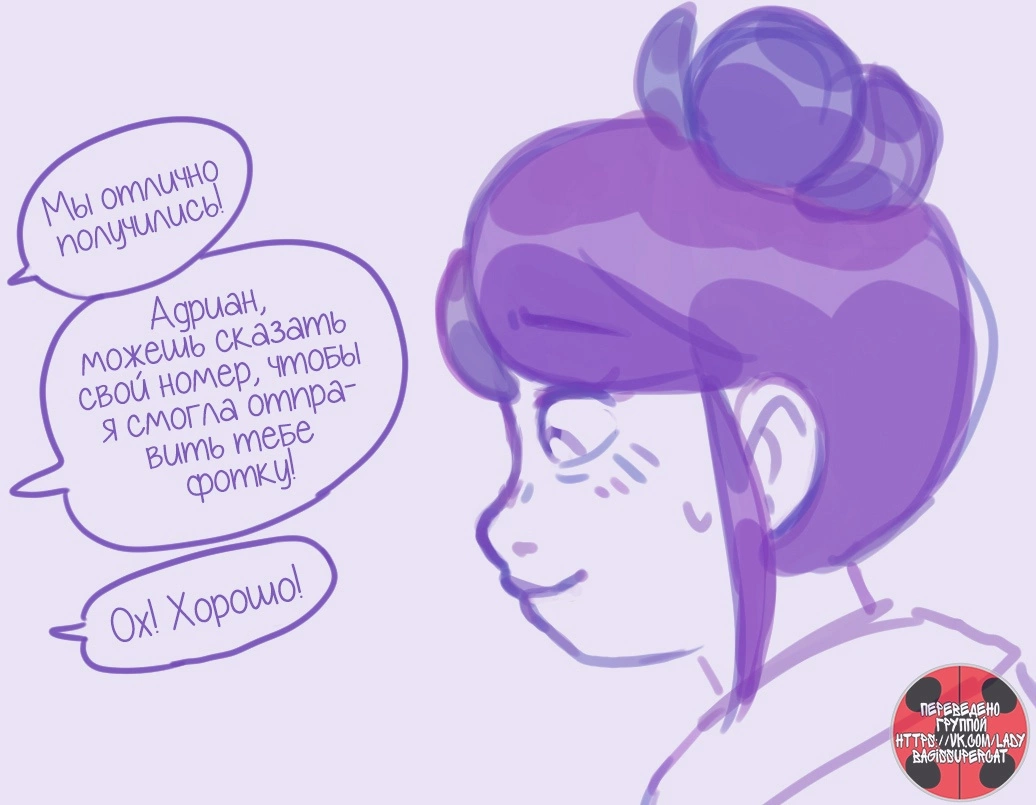 Мы отлично
получились!
Адриан,
можешь сказать
свой номер, чтобы
я смогла отпра-
вить тебе
фотку!
Ох! Хорошо!
ПЕРЕВЕДЕНО
ГРУППОЙ
HTTPS://VK.COM/LADY
BAGISSUPERCAT